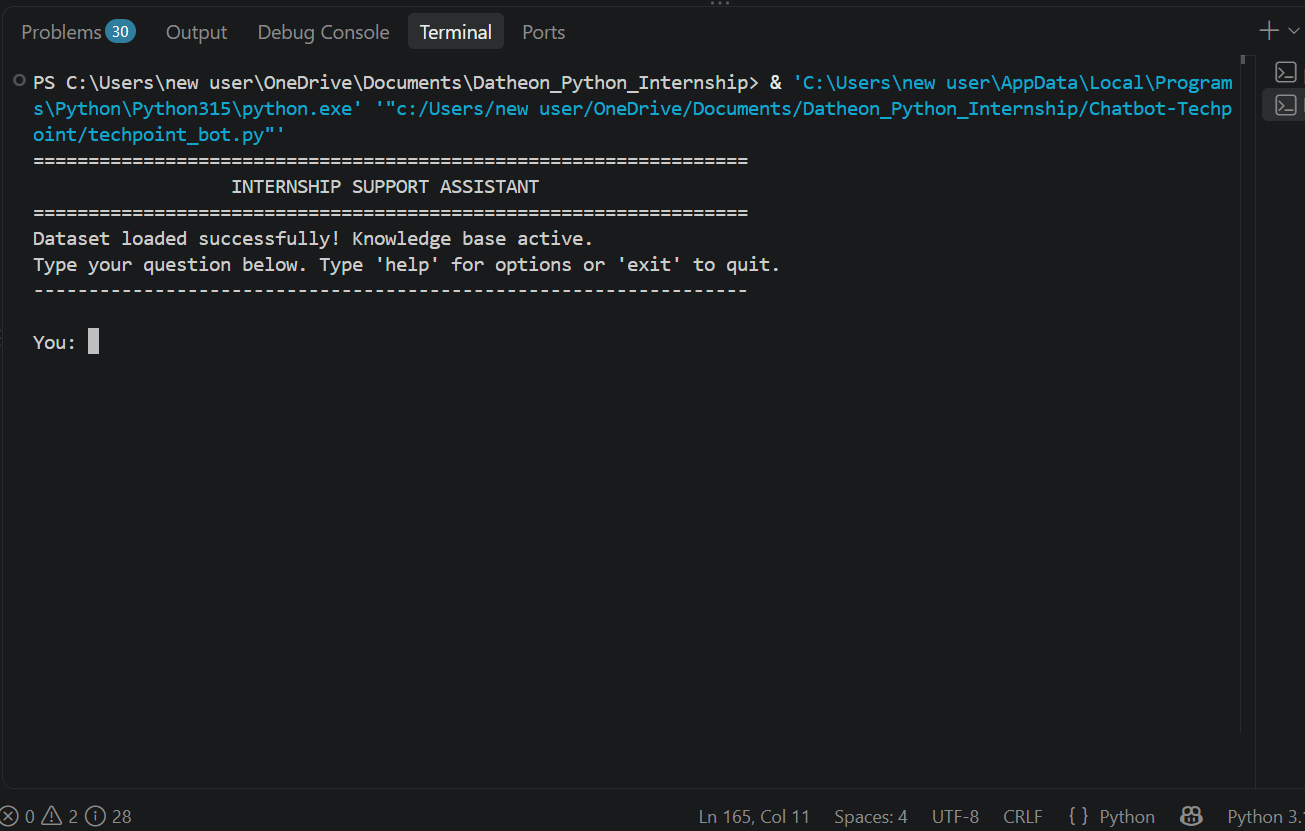 Problems 30 Output Debug Console Terminal Ports
PS C:\Users\new user\OneDrive\Documents\Datheon_Python_Internship> & 'C:\Users\new user\AppData\Local\Program
s\Python\Python315\python.exe' '"c:/Users/new user/OneDrive/Documents/Datheon_Python_Internship/Chatbot-Techp
oint/techpoint_bot.py"'
=================================================================
INTERNSHIP SUPPORT ASSISTANT
=================================================================
Dataset loaded successfully! Knowledge base active.
Type your question below. Type 'help' for options or 'exit' to quit.
-----------------------------------------------------------------
You:
0 2 28 Ln 165, Col 11 Spaces: 4 UTF-8 CRLF { } Python Python 3.